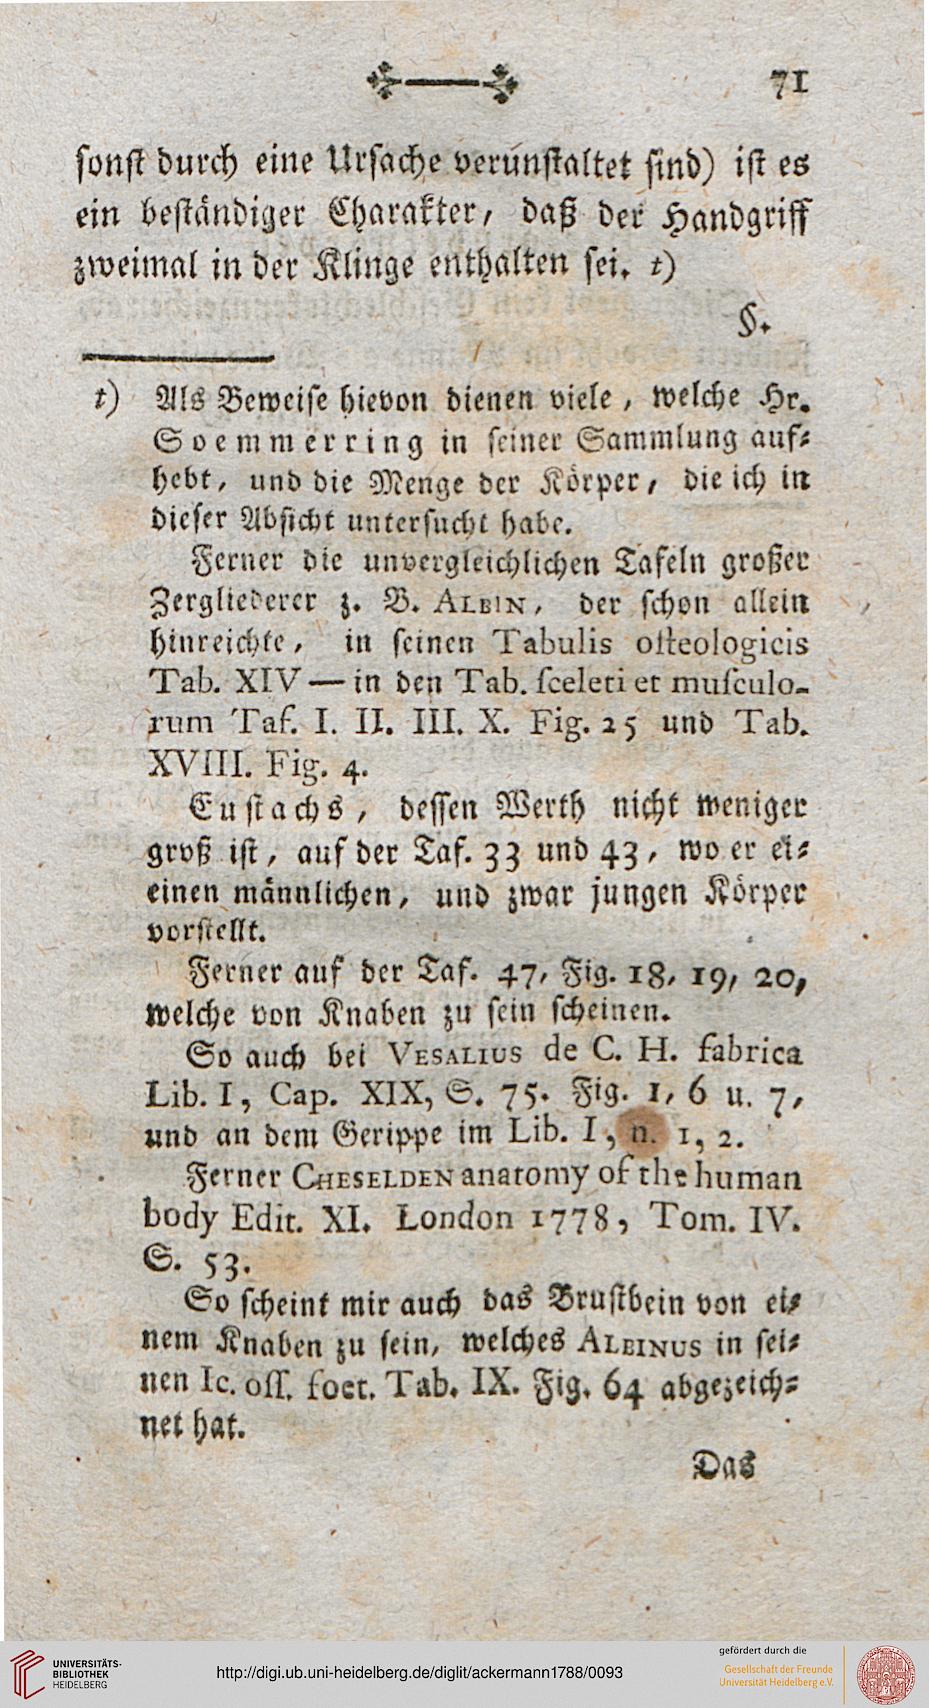 71
sonst durch eine Ursache verunstaltet sind) ist es
ein beständiger Charakter, daß der Handgriff
zweimal in der Klinge enthalten sei. t)
§.
t) Als Beweise hievon dienen viele, welche Hr.
Soemmerring in seiner Sammlung auf⸗
hebt, und die Menge der Körper, die ich in
dieser Absicht untersucht habe.
Ferner die unvergleichlichen Tafeln großer
Zergliederer z. B. ALBIN, der schon allein
hinreichte, in seinen Tabulis osteologicis
Tab. XIV — in den Tab. sceleti et musculo-
rum Taf. I. II. III. X. Fig. 25 und Tab.
XVIII. Fig. 4.
Eustachs, dessen Werth nicht weniger
groß ist, auf der Taf. 33 und 43, wo er ei⸗
einen männlichen, und zwar jungen Körper
vorstellt.
Ferner auf der Taf. 47, Fig. 18, 19, 20,
welche von Knaben zu sein scheinen.
So auch bei VESALIUS de C. H. fabrica
Lib. I, Cap. XIX, S. 75. Fig. 1, 6 u. 7,
und an dem Gerippe im Lib. I, n. 1, 2.
Ferner CHESELDEN anatomy of the human
body Edit. XI. London 1778, Tom. IV.
S. 53.
So scheint mir auch das Brustbein von ei⸗
nem Knaben zu sein, welches ALBINUS in sei⸗
nen Ic. oss. foet. Tab. IX. Fig. 64 abgezeich⸗
net hat.
Das
UNIVERSITÄTS-
BIBLIOTHEK
HEIDELBERG
http://digi.ub.uni-heidelberg.de/diglit/ackermann1788/0093
gefördert durch die
Gesellschaft der Freunde
Universität Heidelberg e.V.